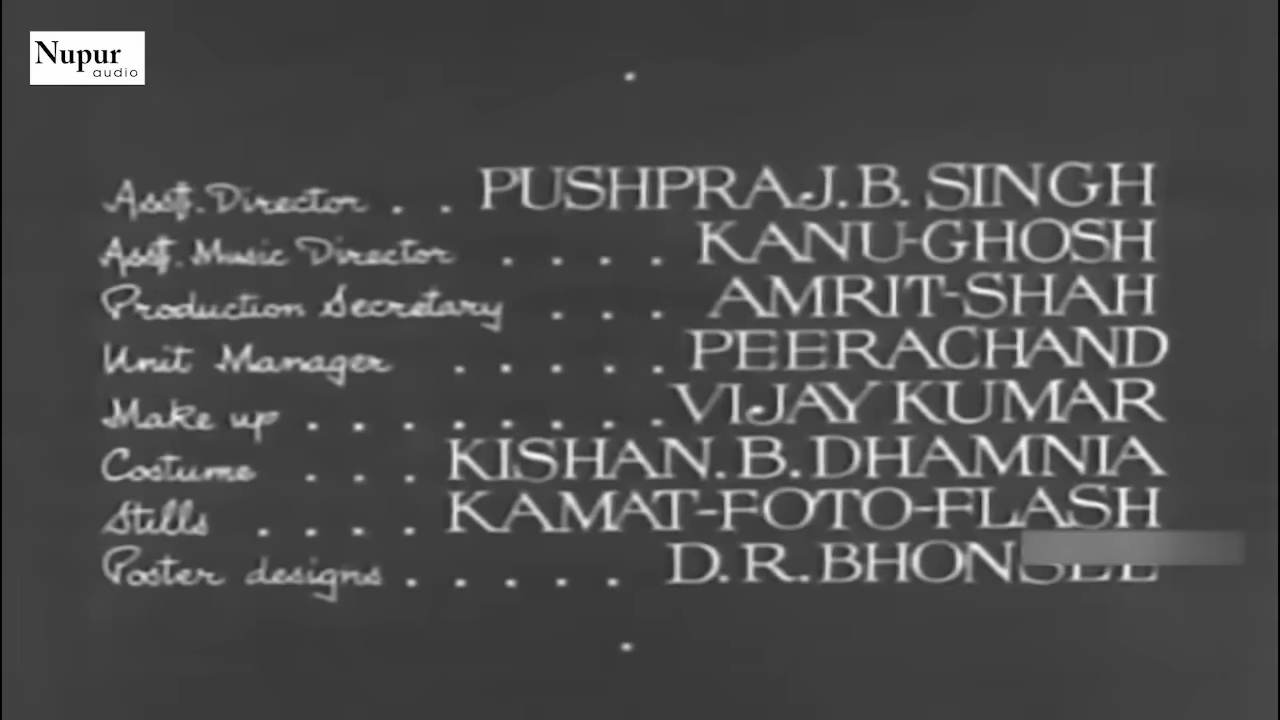 Nupur
audio
Asst. Director . . PUSHPRAJ. B. SINGH
Asst. Music Director . . . . KANU-GHOSH
Production Secretary . . . AMRIT-SHAH
Unit Manager . . . . . PEERACHAND
Make up . . . . . . . . VIJAY KUMAR
Costume . . . KISHAN. B. DHAMNIA
Stills . . . . KAMAT-FOTO-FLASH
Poster designs . . . . . D. R. BHONSLE